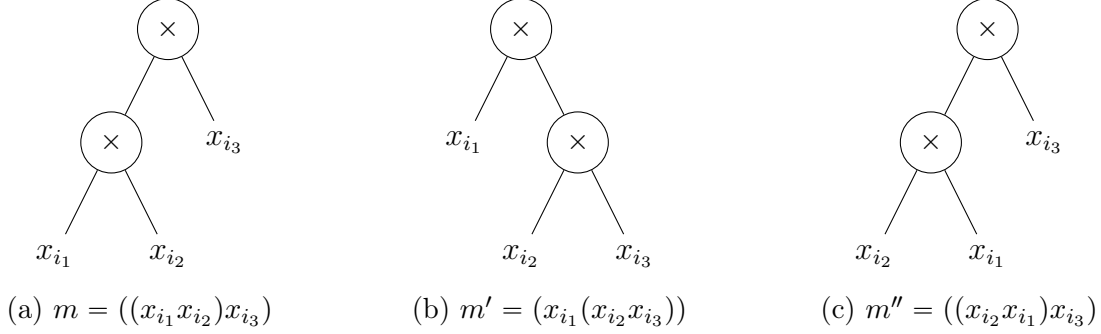 × × ×
x_{i_3} x_{i_1} x_{i_3}
× × ×
x_{i_1} x_{i_2} x_{i_2} x_{i_3} x_{i_2} x_{i_1}
(a) m = ((x_{i_1}x_{i_2})x_{i_3}) (b) m′ = (x_{i_1}(x_{i_2}x_{i_3})) (c) m′′ = ((x_{i_2}x_{i_1})x_{i_3})